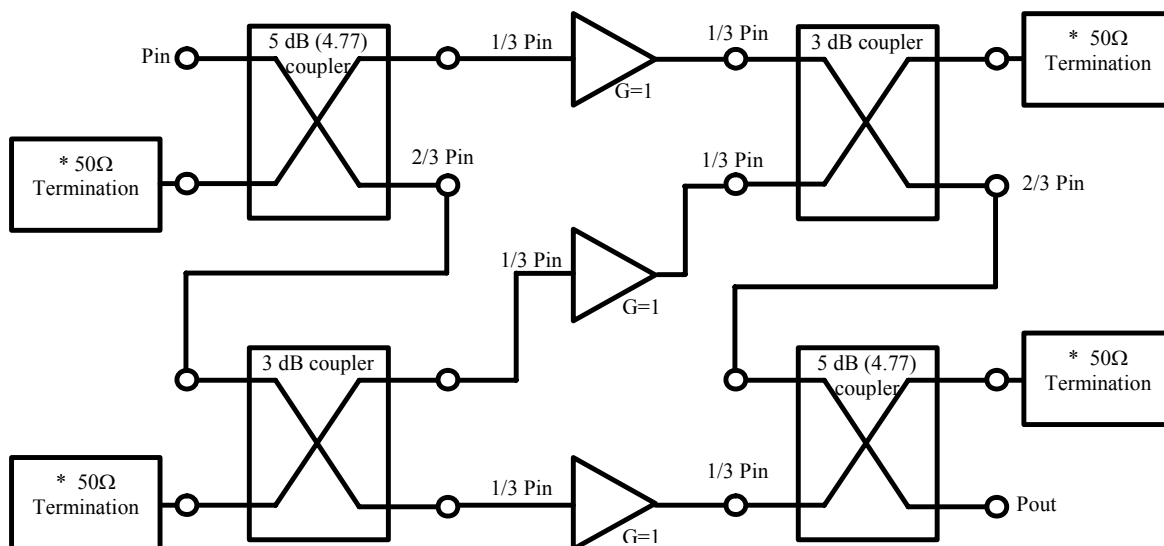 Pin
5 dB (4.77)
coupler
1/3 Pin
G=1
1/3 Pin
3 dB coupler
* 50Ω
Termination
* 50Ω
Termination
2/3 Pin
1/3 Pin
2/3 Pin
1/3 Pin
G=1
3 dB coupler
5 dB (4.77)
coupler
* 50Ω
Termination
* 50Ω
Termination
1/3 Pin
G=1
1/3 Pin
Pout